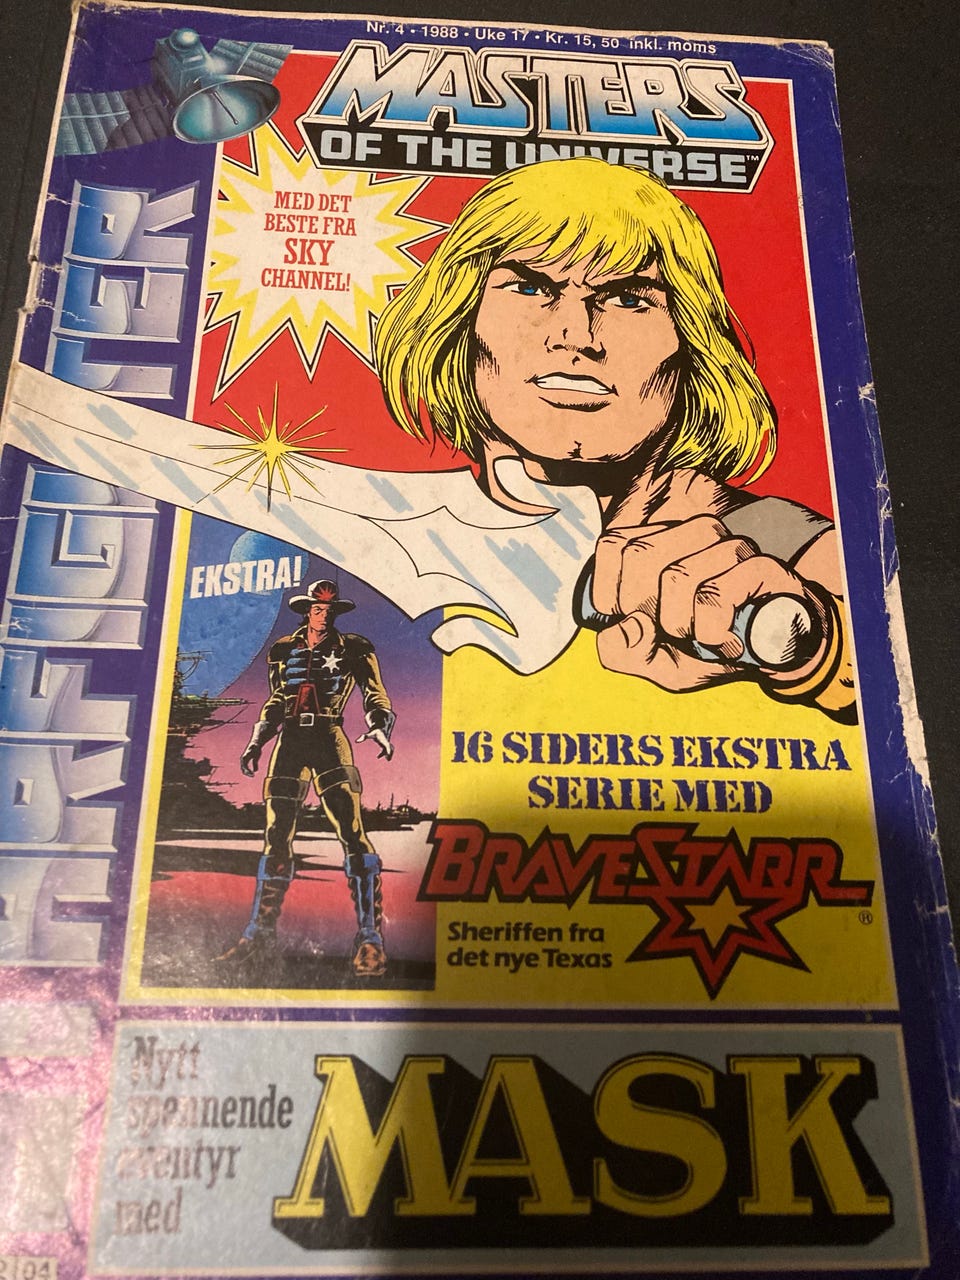 Nr. 4 • 1988 • Uke 17 • Kr. 15, 50 inkl. moms
MASTERS
OF THE UNIVERSE™
MED DET
BESTE FRA
SKY
CHANNEL!
EKSTRA!
16 SIDERS EKSTRA
SERIE MED
BRAVESTARR
®
Sheriffen fra
det nye Texas
Nytt
spennende
eventyr
med
MASK